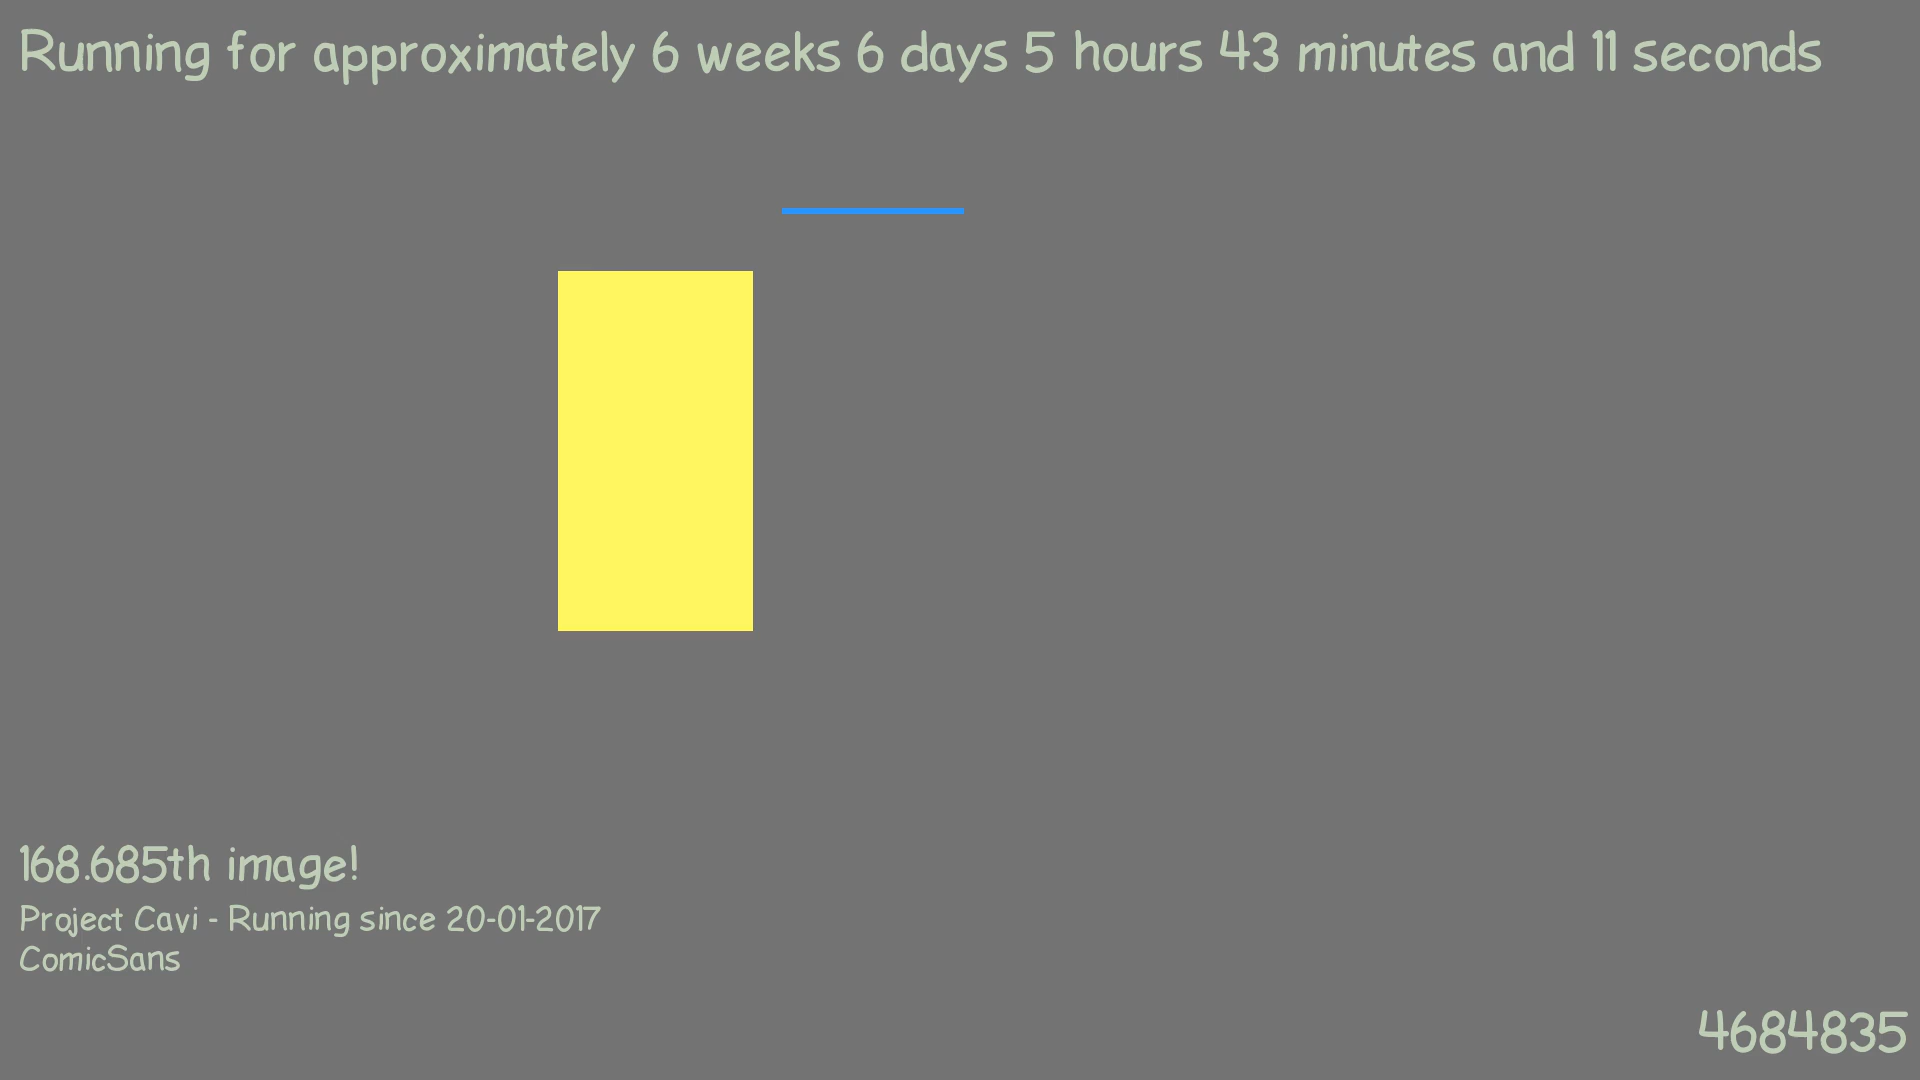 Running for approximately 6 weeks 6 days 5 hours 43 minutes and 11 seconds
168.685th image!
Project Cavi - Running since 20-01-2017
ComicSans
4684835